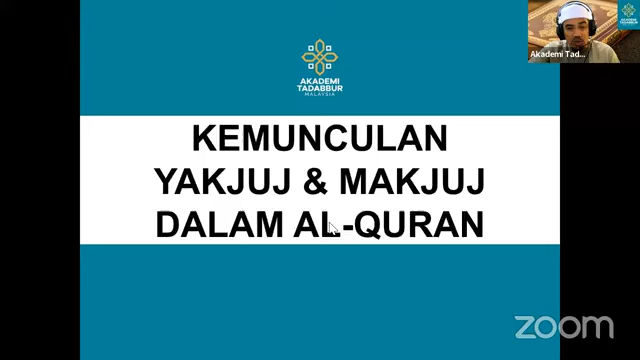 AKADEMI
TADABBUR
MALAYSIA
KEMUNCULAN
YAKJUJ & MAKJUJ
DALAM AL-QURAN
Akademi Tad...
zoom